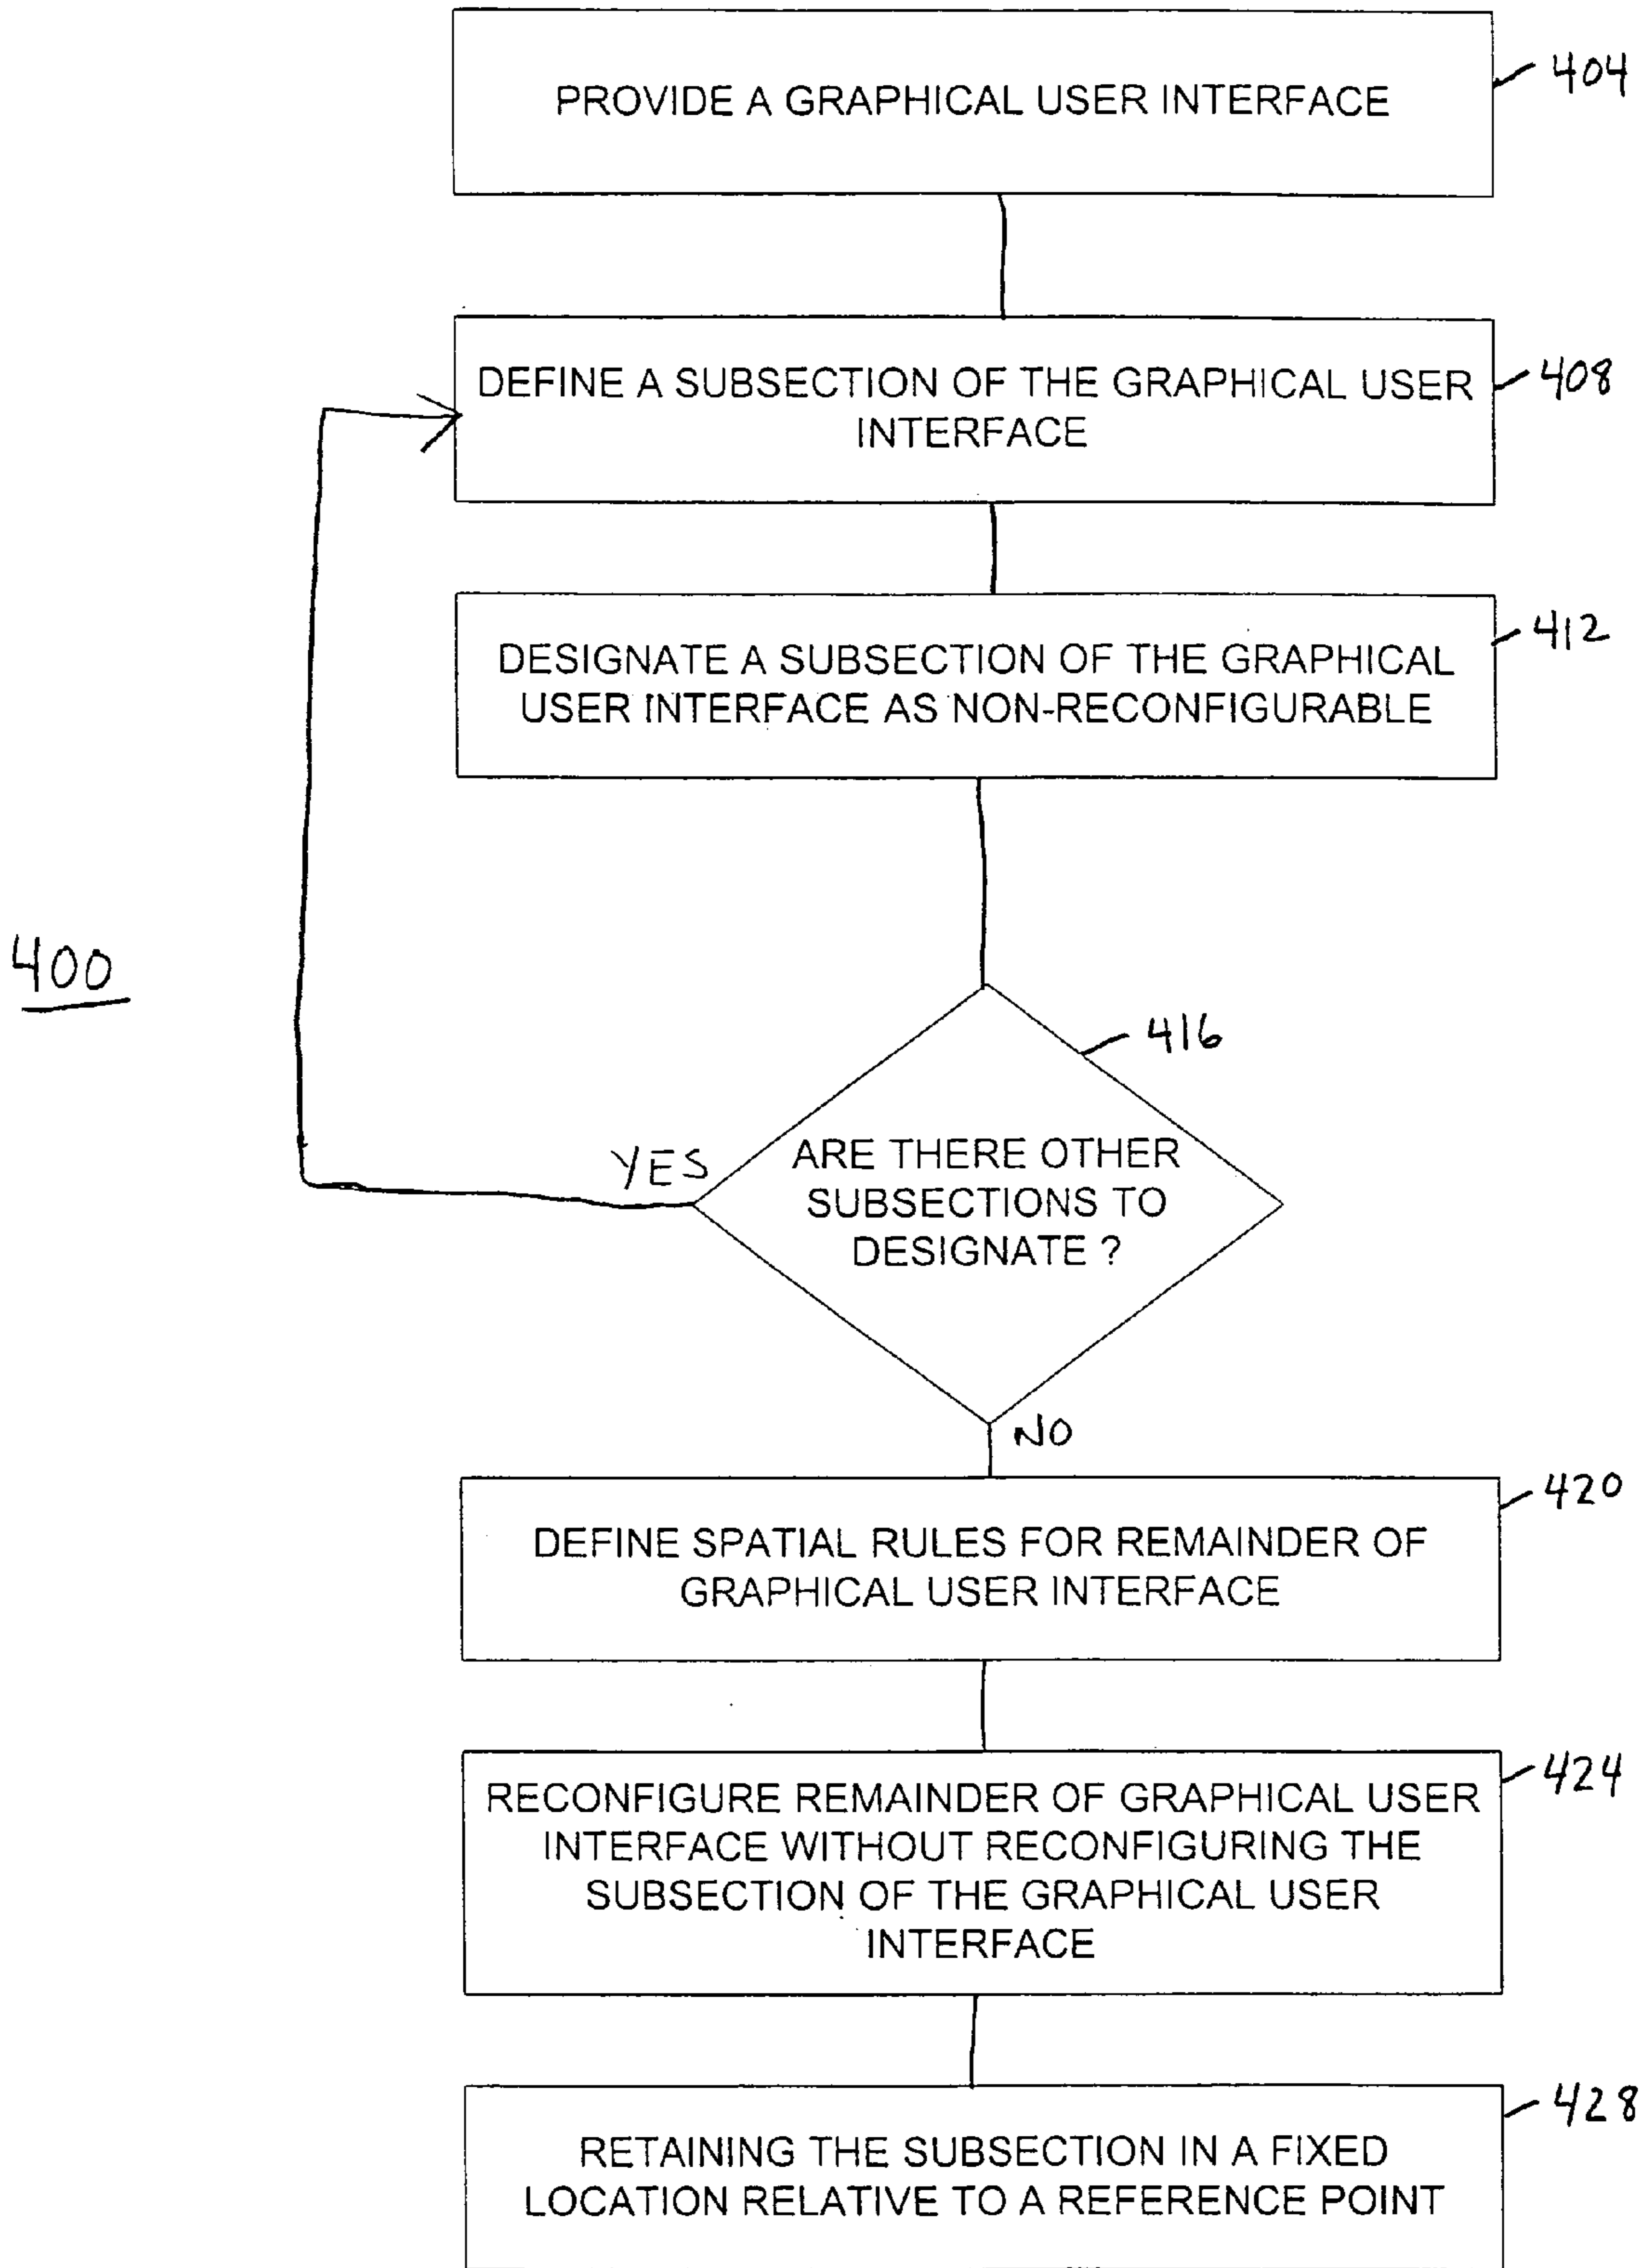 PROVIDE A GRAPHICAL USER INTERFACE
404
DEFINE A SUBSECTION OF THE GRAPHICAL USER
INTERFACE
408
DESIGNATE A SUBSECTION OF THE GRAPHICAL
USER INTERFACE AS NON-RECONFIGURABLE
412
400
416
YES
ARE THERE OTHER
SUBSECTIONS TO
DESIGNATE ?
NO
DEFINE SPATIAL RULES FOR REMAINDER OF
GRAPHICAL USER INTERFACE
420
RECONFIGURE REMAINDER OF GRAPHICAL USER
INTERFACE WITHOUT RECONFIGURING THE
SUBSECTION OF THE GRAPHICAL USER
INTERFACE
424
RETAINING THE SUBSECTION IN A FIXED
LOCATION RELATIVE TO A REFERENCE POINT
428